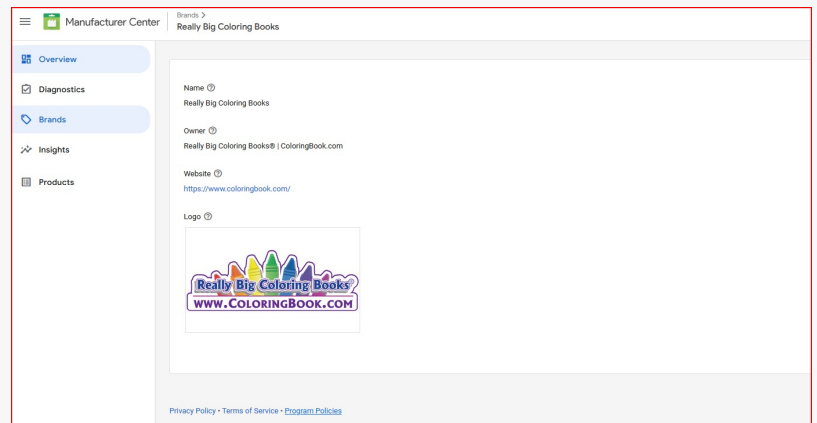 Manufacturer Center
Brands >
Really Big Coloring Books
Overview
Diagnostics
Brands
Insights
Products
Name
Really Big Coloring Books
Owner
Really Big Coloring Books® | ColoringBook.com
Website
https://www.coloringbook.com/
Logo
Really Big Coloring Books®
WWW.COLORINGBOOK.COM
Privacy Policy • Terms of Service • Program Policies